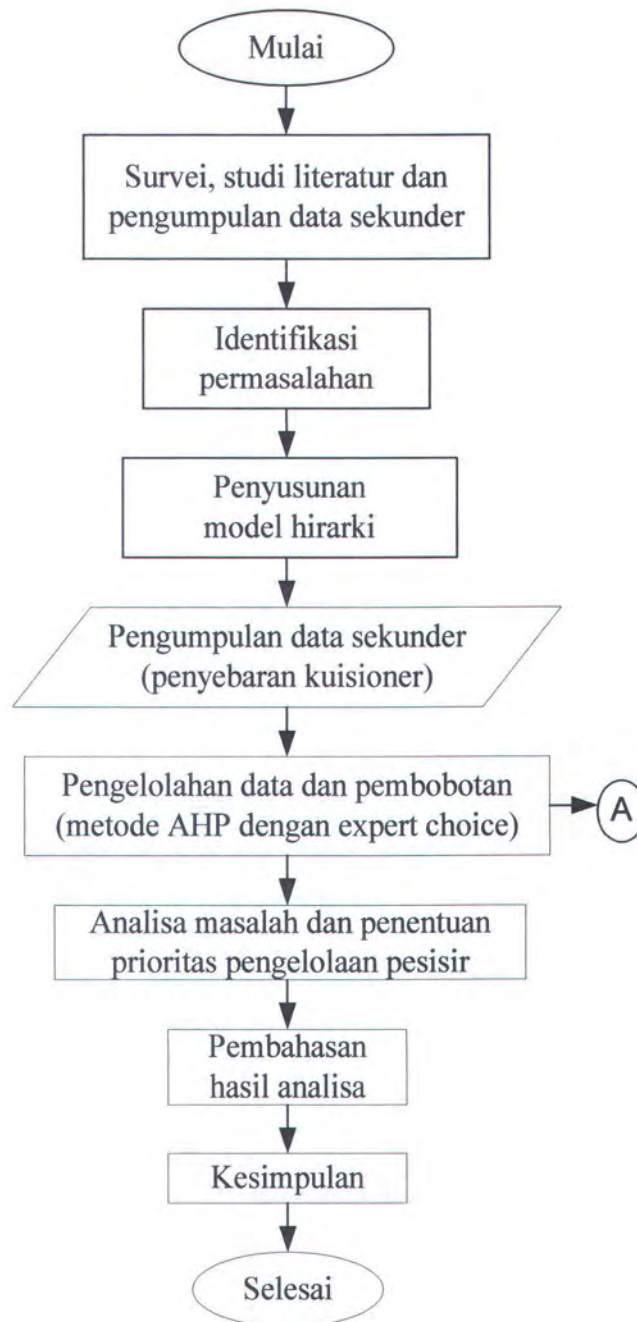 Mulai
Survei, studi literatur dan
pengumpulan data sekunder
Identifikasi
permasalahan
Penyusunan
model hirarki
Pengumpulan data sekunder
(penyebaran kuisioner)
Pengelolahan data dan pembobotan
(metode AHP dengan expert choice)
A
Analisa masalah dan penentuan
prioritas pengelolaan pesisir
Pembahasan
hasil analisa
Kesimpulan
Selesai